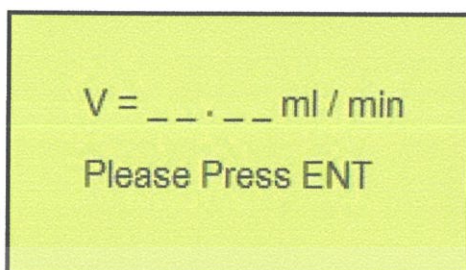 V = _ _ . _ _ ml / min
Please Press ENT